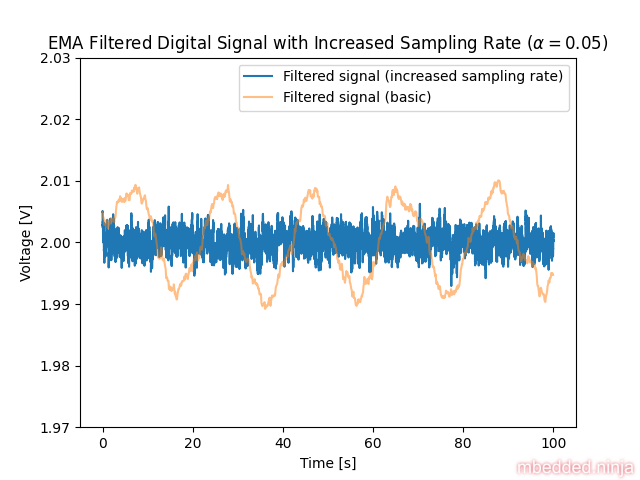 EMA Filtered Digital Signal with Increased Sampling Rate (α = 0.05)
Filtered signal (increased sampling rate)
Filtered signal (basic)
2.03
2.02
2.01
2.00
1.99
1.98
1.97
Voltage [V]
0 20 40 60 80 100
Time [s]
mbedded.ninja